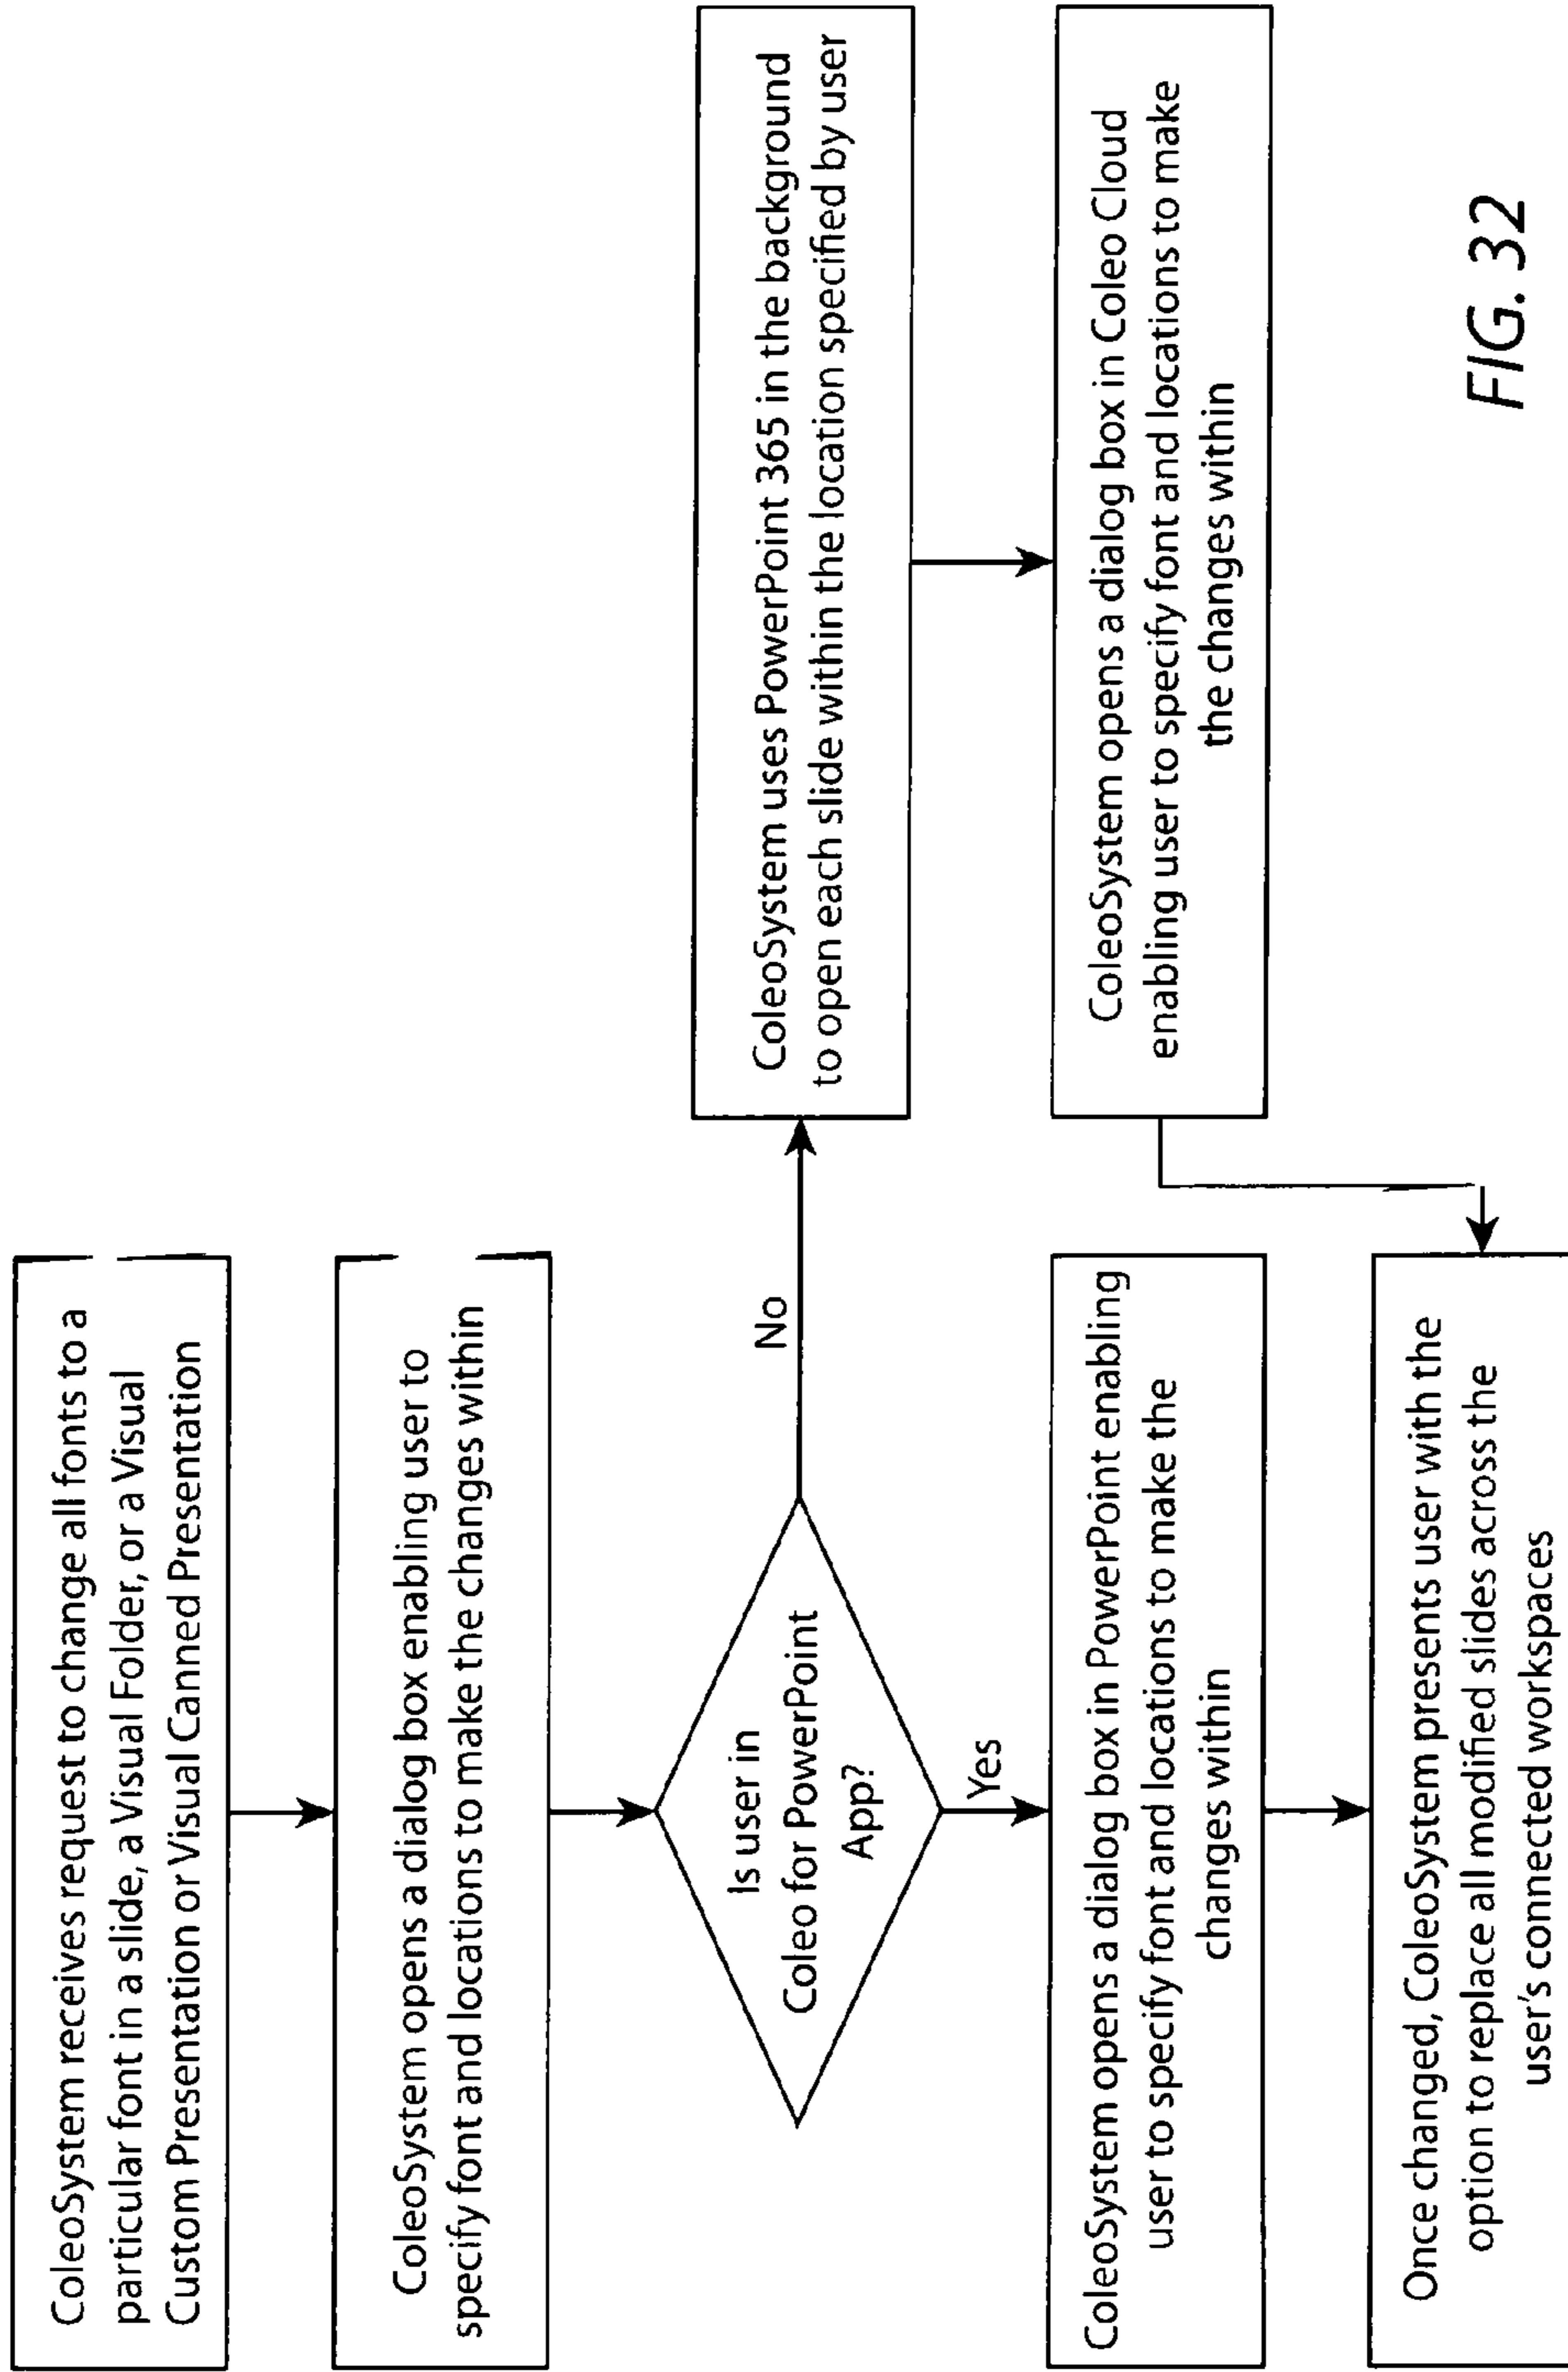 ColeoSystem receives request to change all fonts to a
particular font in a slide, a Visual Folder, or a Visual
Custom Presentation or Visual Canned Presentation
ColeoSystem opens a dialog box enabling user to
specify font and locations to make the changes within
Is user in
Coleo for PowerPoint
App?
No
ColeoSystem uses PowerPoint 365 in the background
to open each slide within the location specified by user
ColeoSystem opens a dialog box in Coleo Cloud
enabling user to specify font and locations to make
the changes within
Yes
ColeoSystem opens a dialog box in PowerPoint enabling
user to specify font and locations to make the
changes within
Once changed, ColeoSystem presents user with the
option to replace all modified slides across the
user's connected workspaces
FIG. 32